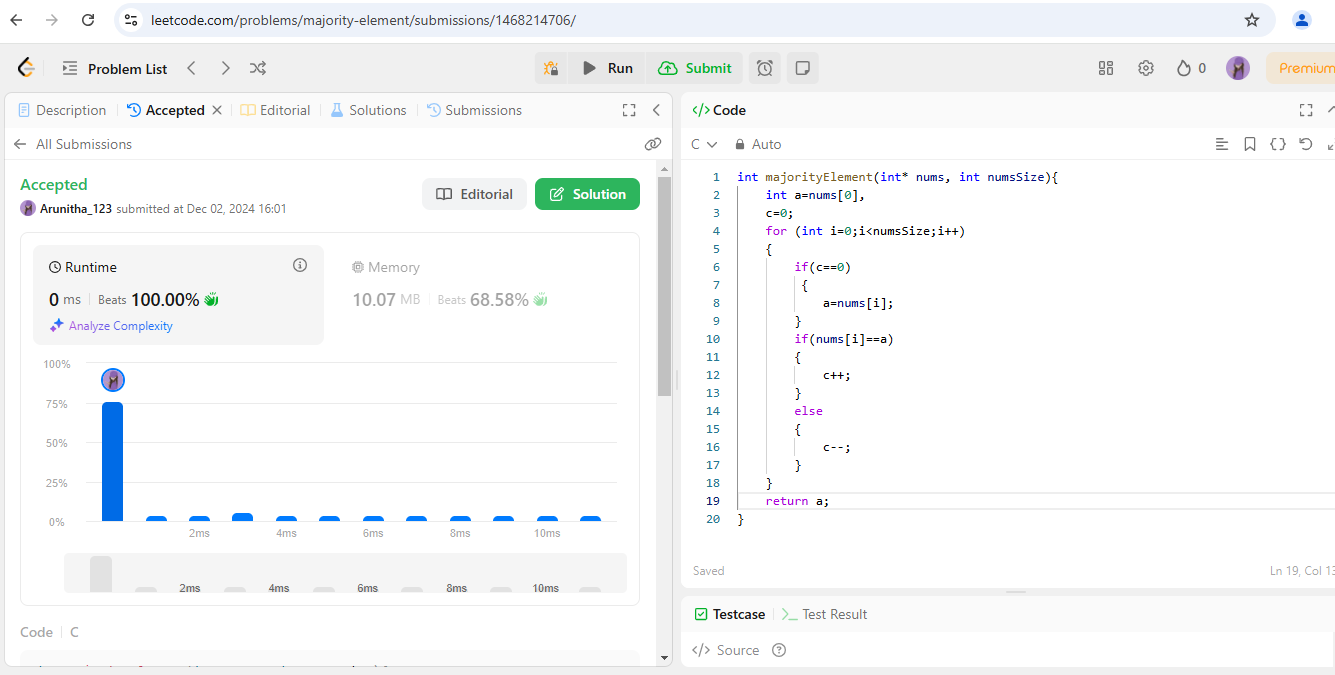 leetcode.com/problems/majority-element/submissions/1468214706/
Problem List
Run
Submit
0
Premium
Description
Accepted
Editorial
Solutions
Submissions
All Submissions
Accepted
Arunitha_123 submitted at Dec 02, 2024 16:01
Editorial
Solution
Runtime
0 ms | Beats 100.00%
Analyze Complexity
Memory
10.07 MB | Beats 68.58%
100%
75%
50%
25%
0%
2ms 4ms 6ms 8ms 10ms
2ms 4ms 6ms 8ms 10ms
Code | C
</> Code
C Auto
1 int majorityElement(int* nums, int numsSize){
2 int a=nums[0],
3 c=0;
4 for (int i=0;i<numsSize;i++)
5 {
6 if(c==0)
7 {
8 a=nums[i];
9 }
10 if(nums[i]==a)
11 {
12 c++;
13 }
14 else
15 {
16 c--;
17 }
18 }
19 return a;
20 }
Saved
Ln 19, Col 13
Testcase
>_ Test Result
</> Source